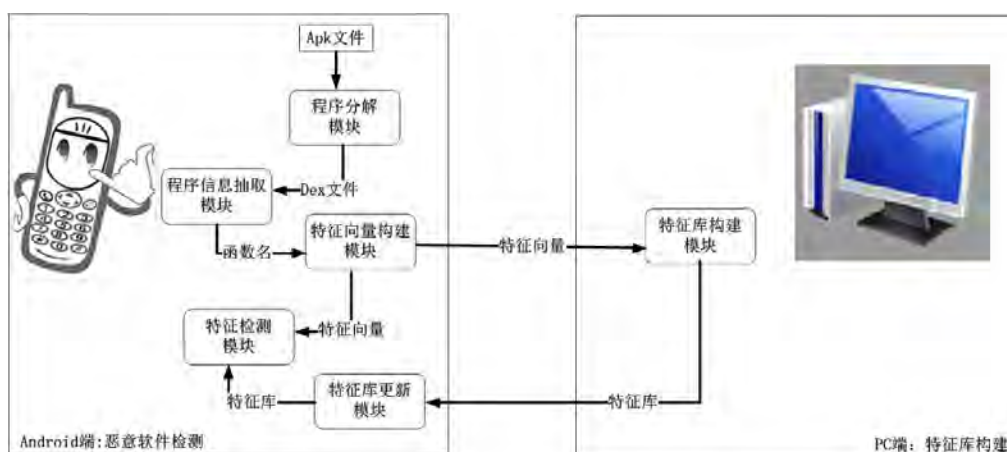 Apk文件
程序分解
模块
Dex文件
程序信息抽取
模块
函数名
特征向量构建
模块
特征向量
特征库构建
模块
特征向量
特征检测
模块
特征库
特征库更新
模块
特征库
Android端:恶意软件检测
PC端: 特征库构建